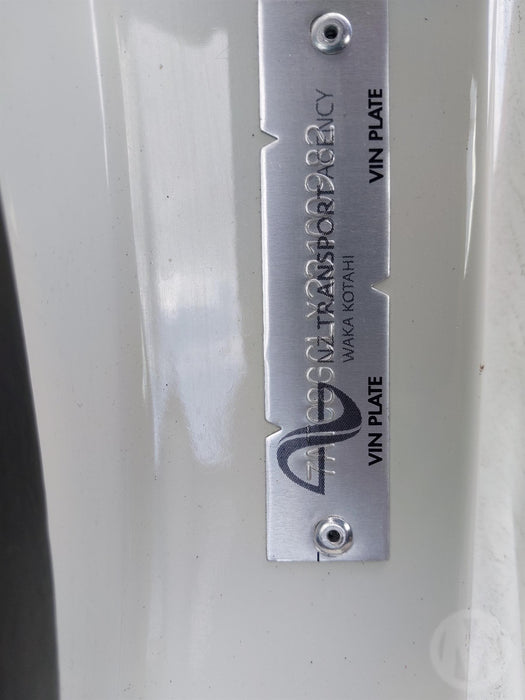 VIN PLATE
VIN PLATE
NZ TRANSPORT AGENCY
WAKA KOTAHI